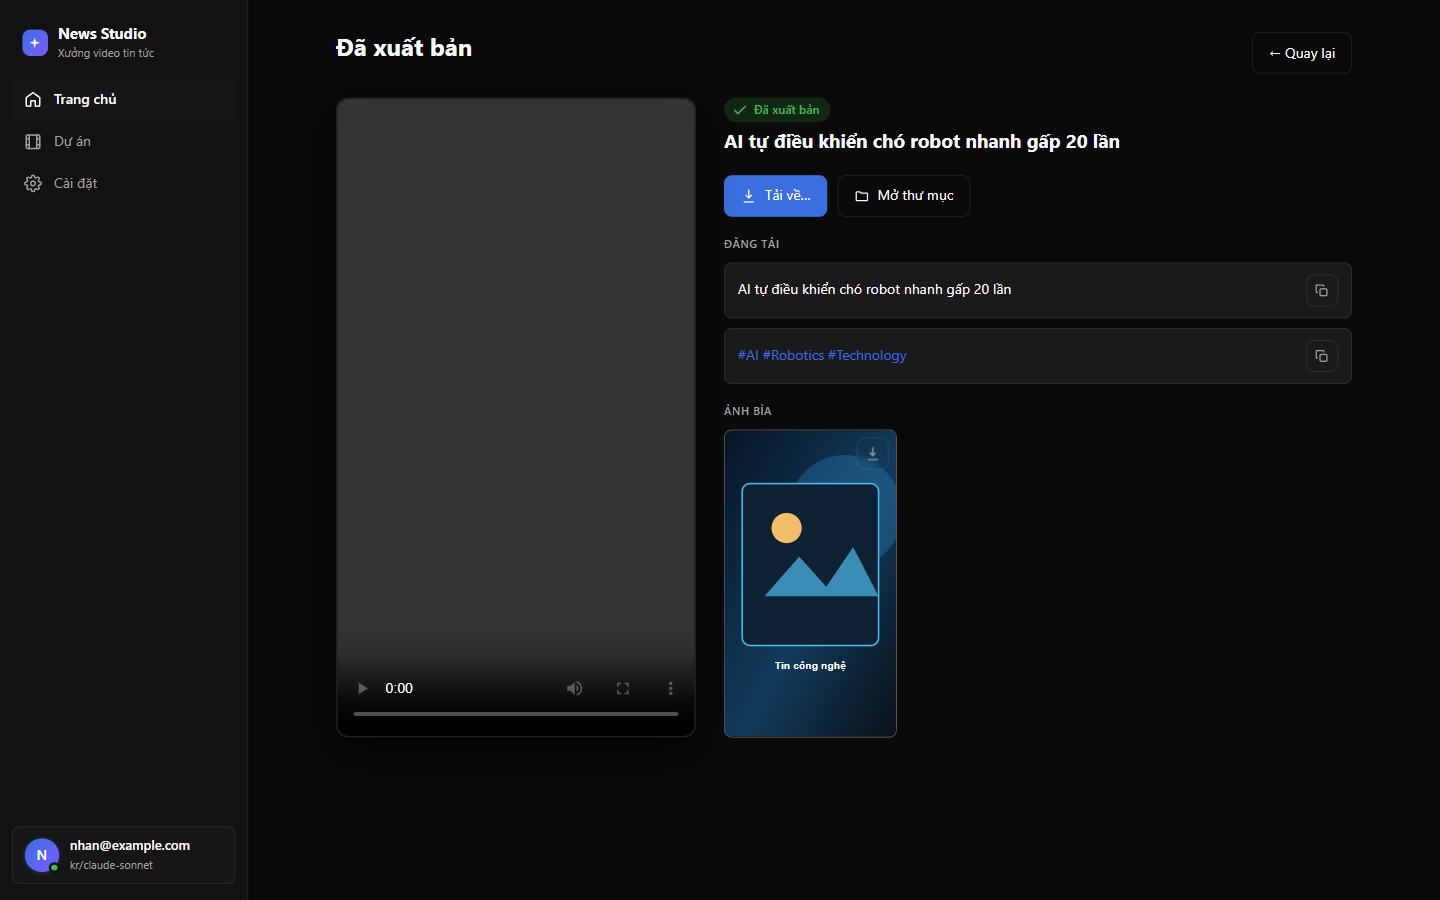 News Studio
Xưởng video tin tức
Trang chủ
Dự án
Cài đặt
nhan@example.com
kr/claude-sonnet
N
Đã xuất bản
← Quay lại
0:00
Đã xuất bản
AI tự điều khiển chó robot nhanh gấp 20 lần
Tải về...
Mở thư mục
ĐĂNG TẢI
AI tự điều khiển chó robot nhanh gấp 20 lần
#AI #Robotics #Technology
ẢNH BÌA
Tin công nghệ